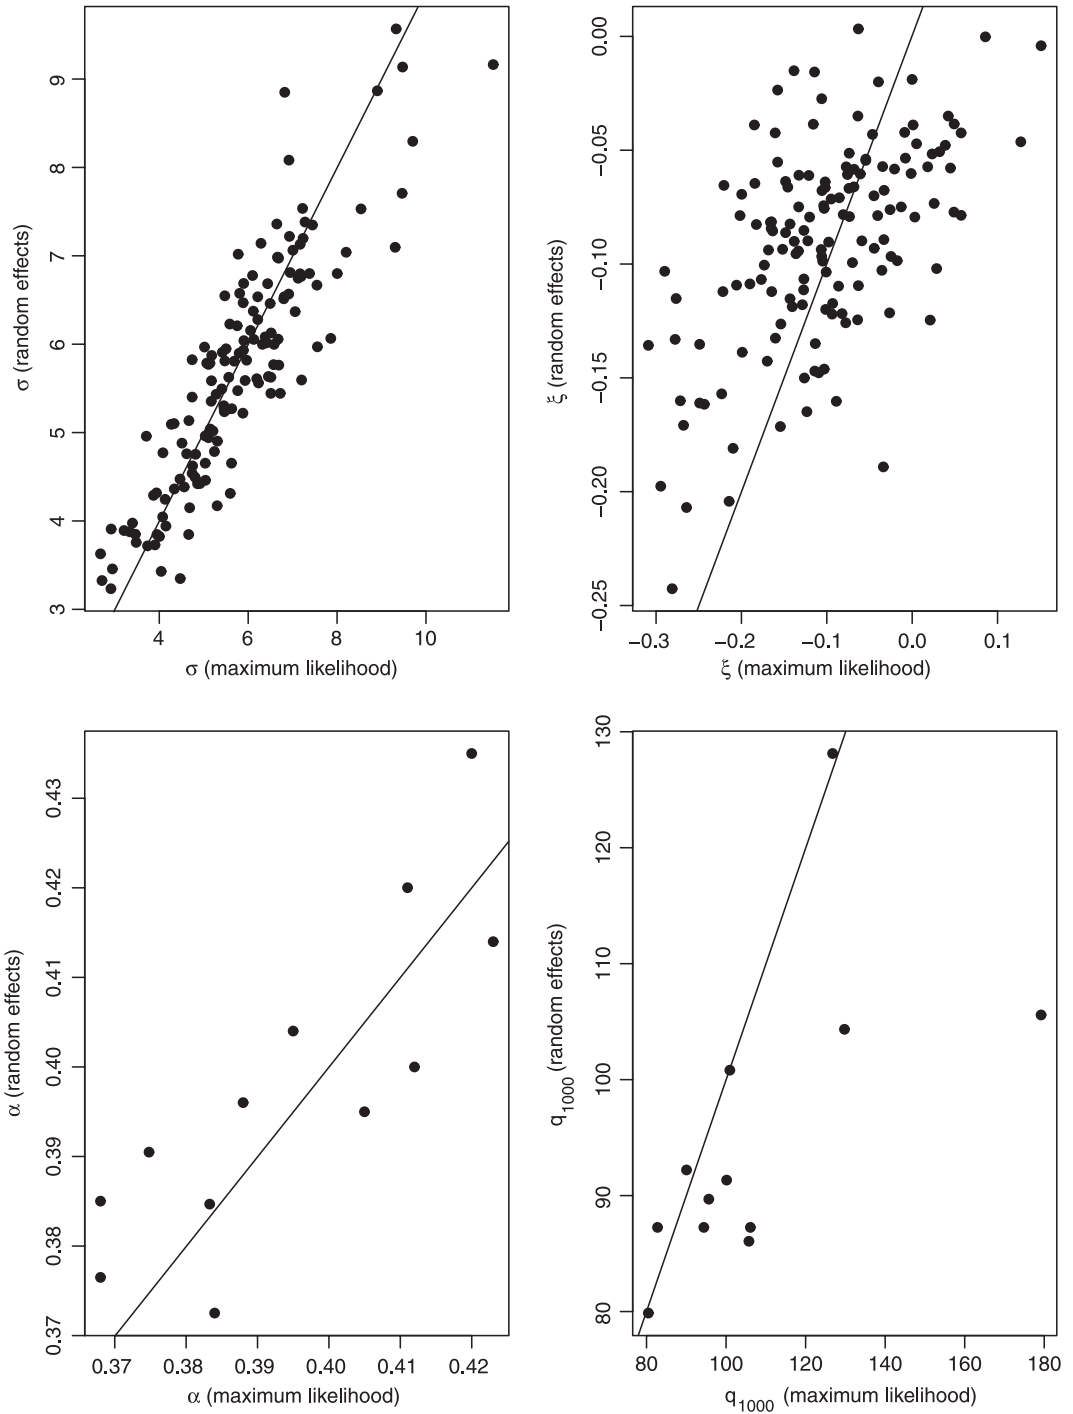 9
8
7
6
5
4
3
σ (random effects)
4 6 8 10
σ (maximum likelihood)
0.00
−0.05
−0.10
−0.15
−0.20
−0.25
ξ (random effects)
−0.3 −0.2 −0.1 0.0 0.1
ξ (maximum likelihood)
0.43
0.42
0.41
0.40
0.39
0.38
0.37
α (random effects)
0.37 0.38 0.39 0.40 0.41 0.42
α (maximum likelihood)
130
120
110
100
90
80
q1000 (random effects)
80 100 120 140 160 180
q1000 (maximum likelihood)